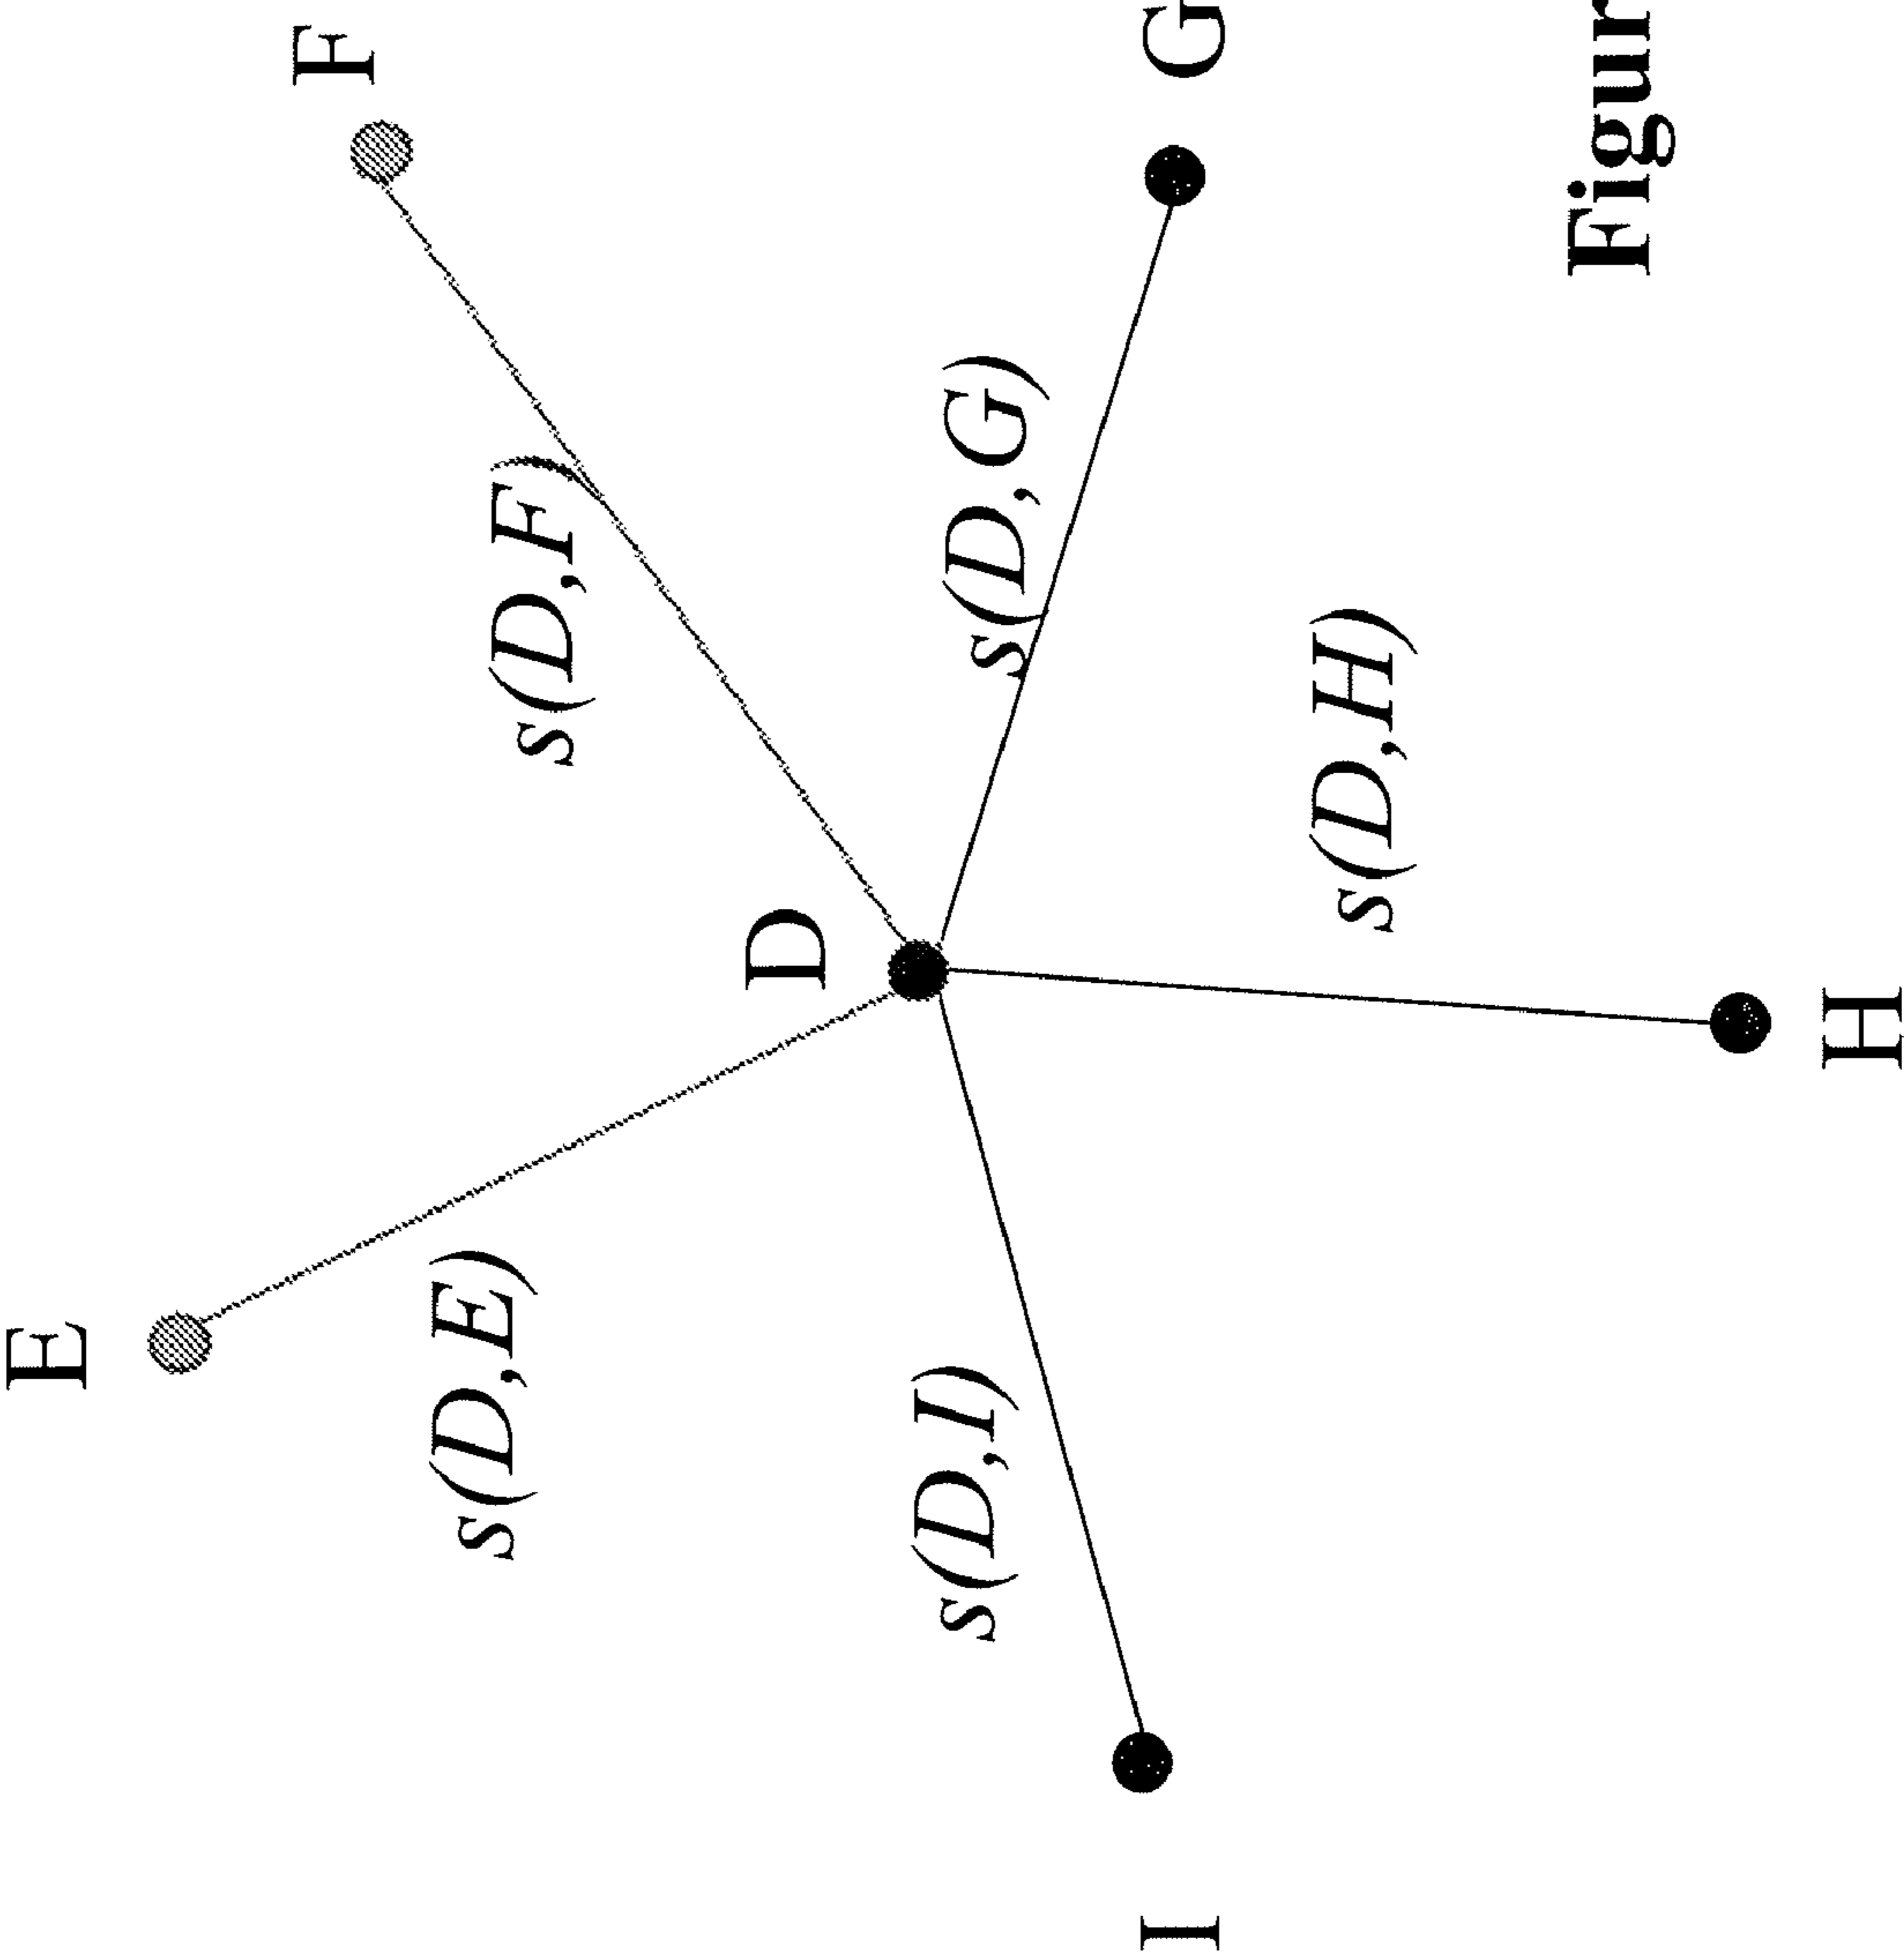 E
F
s(D,E)
s(D,F)
D
s(D,I)
s(D,G)
I
G
s(D,H)
Figur
H